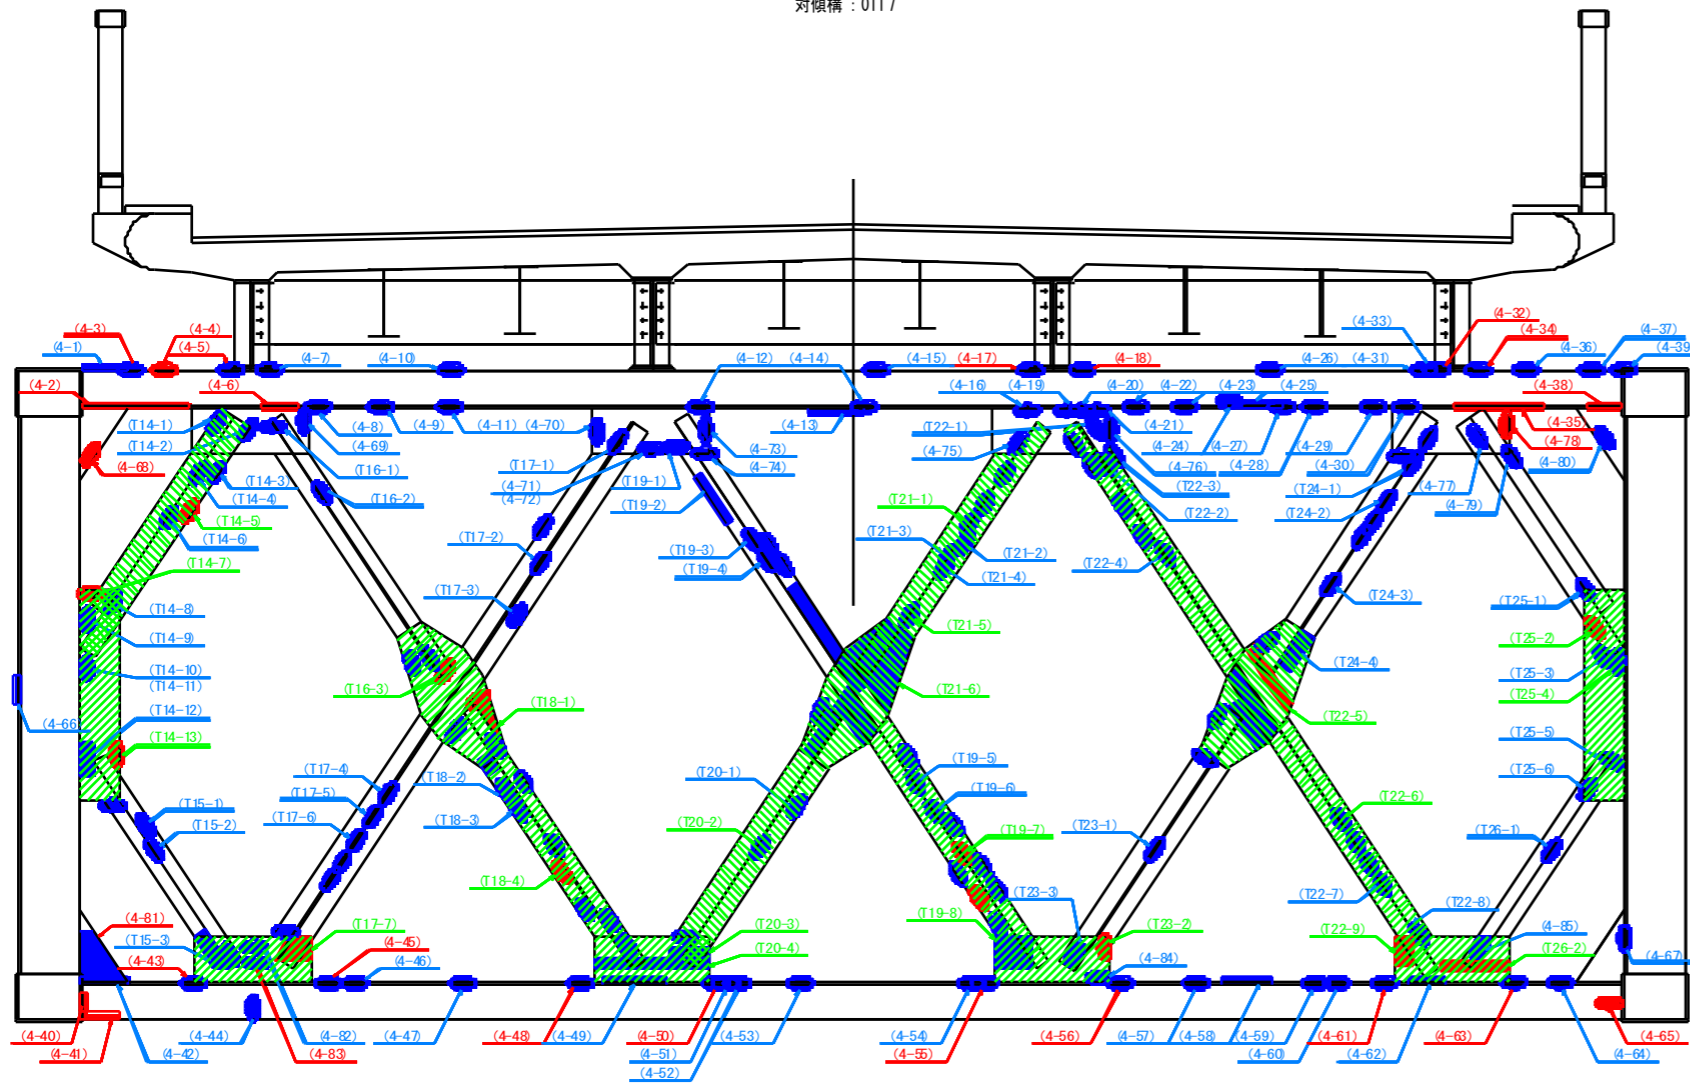 対傾構：0117
(4-32)
(4-33)
(4-3) (4-4) (4-34) (4-37)
(4-1) (4-5) (4-7) (4-10) (4-12) (4-14) (4-15) (4-17) (4-18) (4-26) (4-31) (4-36) (4-39
(4-2) (4-6) (4-16) (4-19) (4-20) (4-22) (4-23) (4-25) (4-38)
(T14-1) (4-8) (4-9) (4-11) (4-70) (4-13) (T22-1) (4-21) (4-35)
(T14-2) (4-69) (4-73) (4-75) (4-24) (4-27) (4-29) (4-78)
(4-68) (T16-1) (T17-1) (4-74) (4-76) (4-28) (4-30) (4-80)
(T14-3) (4-71) (T19-1) (T22-3) (T24-1) (4-77)
(T14-4) (T16-2) (4-72) (T19-2) (T21-1) (T22-2) (T24-2) (4-79)
(T14-5)
(T14-6) (T17-2) (T21-3)
(T19-3) (T21-2)
(T14-7) (T19-4) (T21-4) (T22-4)
(T17-3) (T24-3) (T25-1)
(T14-8)
(T14-9) (T21-5) (T25-2)
(T14-10) (T24-4) (T25-3)
(T14-11) (T16-3) (T21-6) (T25-4)
(T14-12) (T18-1) (T22-5)
(4-66)
(T14-13) (T25-5)
(T17-4) (T18-2) (T20-1) (T19-5) (T25-6)
(T15-1) (T17-5) (T19-6) (T22-6)
(T15-2) (T17-6) (T18-3) (T20-2) (T19-7) (T23-1) (T26-1)
(T18-4) (T23-3) (T22-7)
(4-81) (T17-7) (T20-3) (T19-8) (T23-2) (T22-8)
(T15-3) (4-45) (T20-4) (T22-9) (4-85)
(4-43) (4-46) (4-84) (T26-2) (4-67)
(4-40) (4-44) (4-82) (4-47) (4-48) (4-49) (4-50) (4-53) (4-54) (4-56) (4-57) (4-58) (4-59) (4-61) (4-63) (4-65)
(4-41) (4-42) (4-83) (4-51) (4-55) (4-60) (4-62) (4-64)
(4-52)